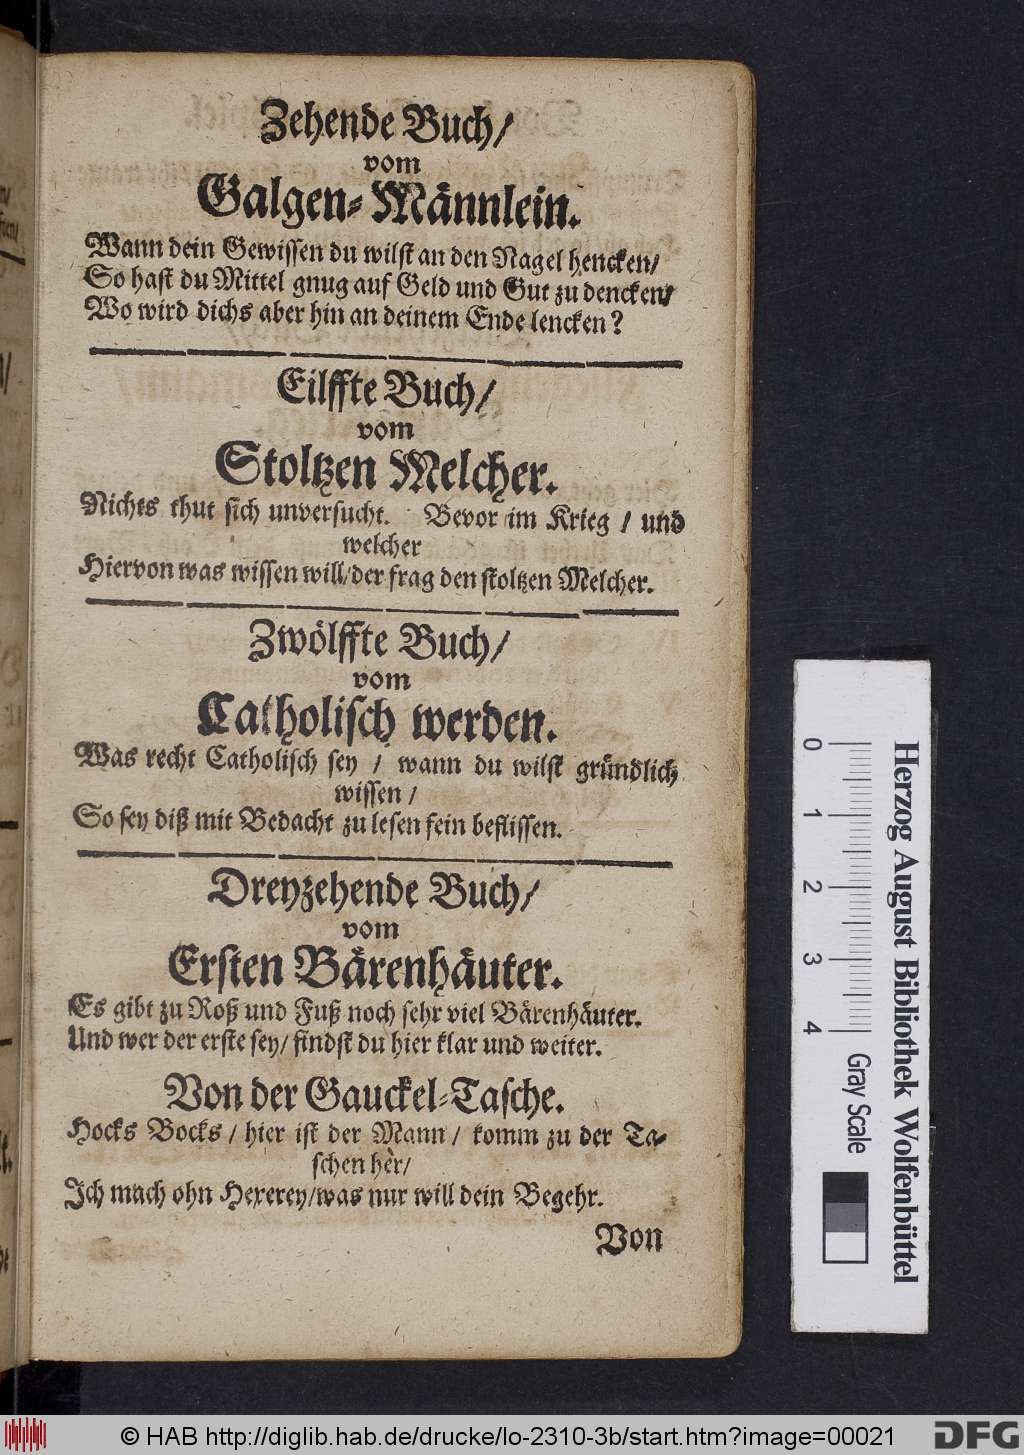 Zehende Buch/
vom
Galgen-Männlein.
Wann dein Gewissen du wilst an den Nagel hencken/
So hast du Mittel gnug auf Geld und Gut zu dencken/
Wo wird dichs aber hin an deinem Ende lencken?
Eilffte Buch/
vom
Stoltzen Melcher.
Nichts thut sich unversucht. Bevor im Krieg / und
welcher
Hiervon was wissen will/der frag den stoltzen Melcher.
Zwölffte Buch/
vom
Catholisch werden.
Was recht Catholisch sey / wann du wilst gründlich
wissen /
So sey diß mit Bedacht zu lesen fein beflissen.
Dreyzehende Buch/
vom
Ersten Bärenhäuter.
Es gibt zu Roß und Fuß noch sehr viel Bärenhäuter.
Und wer der erste sey/ findst du hier klar und weiter.
Von der Gauckel-Tasche.
Hocks Bocks / hier ist der Mann / komm zu der Ta-
schen hèr/
Ich mach ohn Hexerey/was nur will dein Begehr.
Von
0 1 2 3 4
Herzog August Bibliothek Wolfenbüttel
Gray Scale
© HAB http://diglib.hab.de/drucke/lo-2310-3b/start.htm?image=00021
DFG